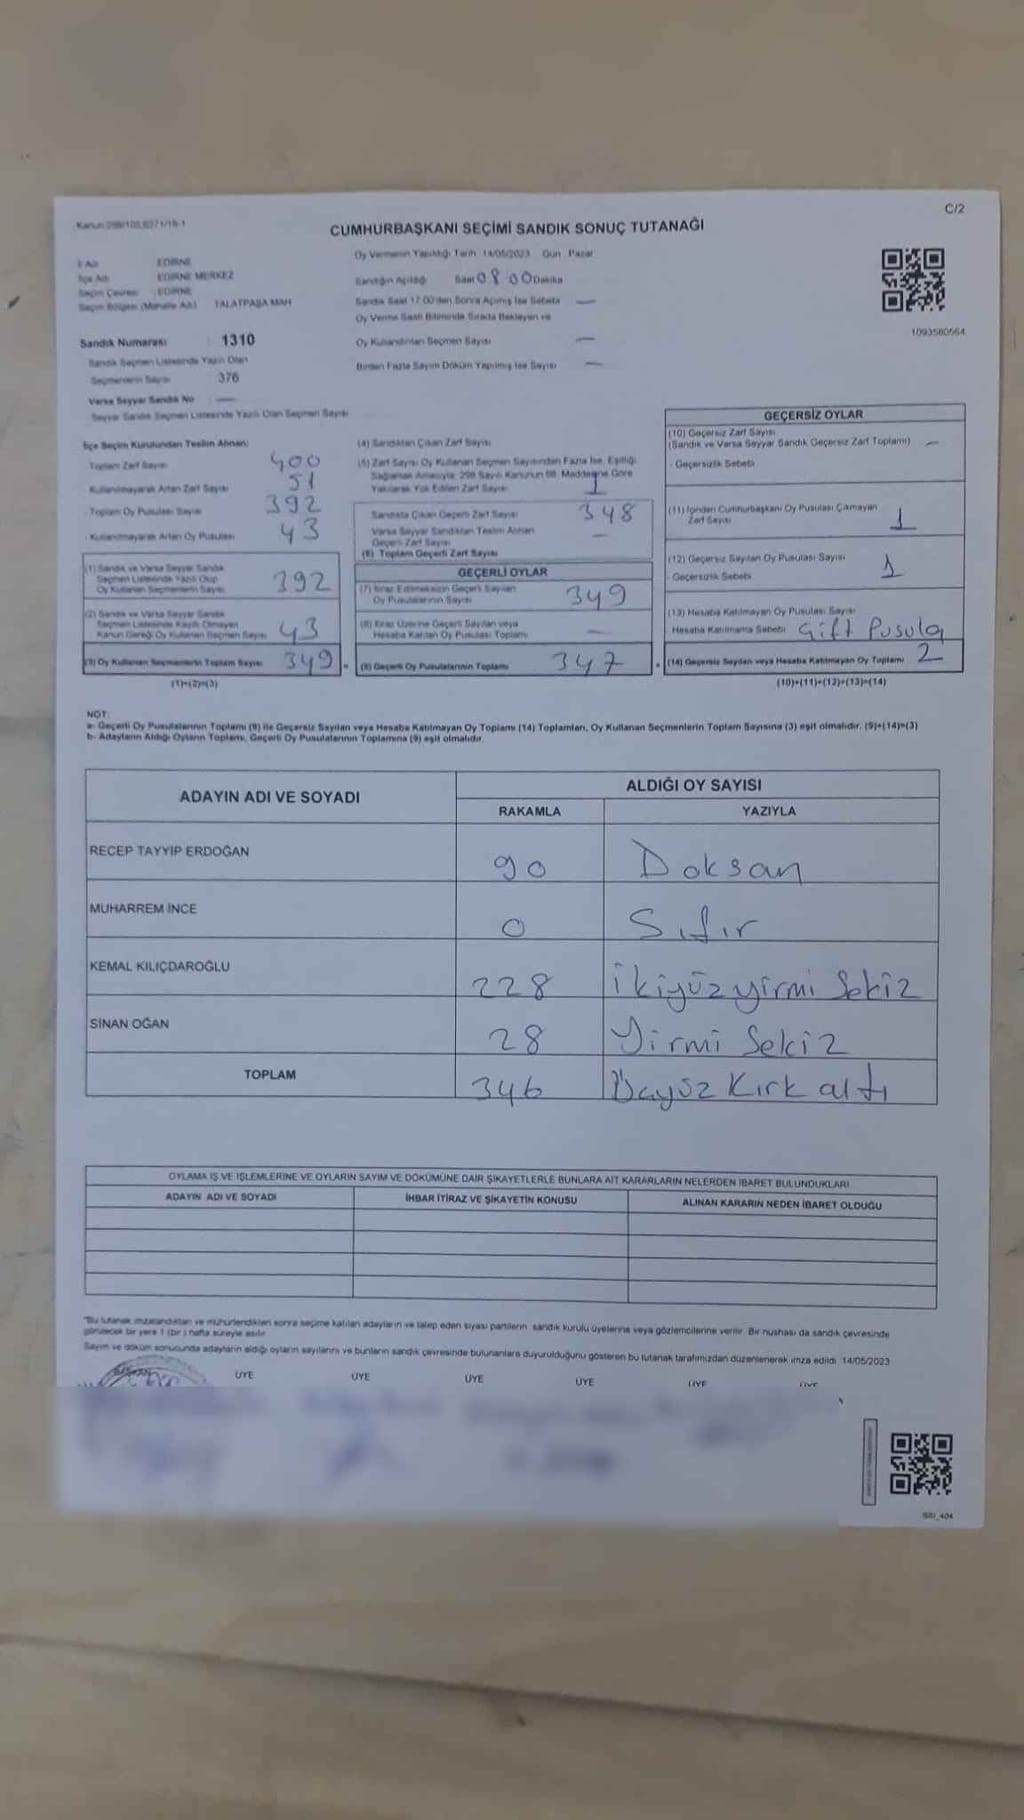 C/2
Kanun 298/105,6271/18-1
CUMHURBAŞKANI SEÇİMİ SANDIK SONUÇ TUTANAĞI
İl Adı EDİRNE
İlçe Adı EDİRNE MERKEZ
Seçim Çevresi EDİRNE
Seçim Bölgesi (Mahalle Adı) TALATPAŞA MAH
Sandık Numarası 1310
Sandık Seçmen Listesinde Yazılı Olan
Seçmenlerin Sayısı 376
Varsa Seyyar Sandık No —
Seyyar Sandık Seçmen Listesinde Yazılı Olan Seçmen Sayısı
Oy Vermenin Yapıldığı Tarih 14/05/2023 Gün Pazar
Sandığın Açıldığı Saat 08 00 Dakika
Sandık Saat 17:00'den Sonra Açılmış İse Sebebi —
Oy Verme Saati Bitiminde Sırada Bekleyen ve
Oy Kullandırılan Seçmen Sayısı —
Birden Fazla Sayım Döküm Yapılmış İse Sayısı —
1093580664
İlçe Seçim Kurulundan Teslim Alınan:
Toplam Zarf Sayısı 400
- Kullanılmayarak Artan Zarf Sayısı 51
- Toplam Oy Pusulası Sayısı 392
- Kullanılmayarak Artan Oy Pusulası 43
(1) Sandık ve Varsa Seyyar Sandık
Seçmen Listesinde Yazılı Olup
Oy Kullanan Seçmenlerin Sayısı 392
(2) Sandık ve Varsa Seyyar Sandık
Seçmen Listesinde Kayıtlı Olmayan
Kanun Gereği Oy Kullanan Seçmen Sayısı 43
(3) Oy Kullanan Seçmenlerin Toplam Sayısı 349
(1)+(2)=(3)
(4) Sandıktan Çıkan Zarf Sayısı
(5) Zarf Sayısı Oy Kullanan Seçmen Sayısından Fazla İse, Eşitliği
Sağlamak Amacıyla, 298 Sayılı Kanunun 98. Maddesine Göre
Yakılarak Yok Edilen Zarf Sayısı 1
Sandıkta Çıkan Geçerli Zarf Sayısı 348
Varsa Seyyar Sandıktan Teslim Alınan
Geçerli Zarf Sayısı —
(6) Toplam Geçerli Zarf Sayısı
GEÇERLİ OYLAR
(7) İtiraz Edilmeksizin Geçerli Sayılan
Oy Pusulalarının Sayısı 349
(8) İtiraz Üzerine Geçerli Sayılan veya
Hesaba Katılan Oy Pusulası Toplamı —
(9) Geçerli Oy Pusulalarının Toplamı 347
GEÇERSİZ OYLAR
(10) Geçersiz Zarf Sayısı
(Sandık ve Varsa Seyyar Sandık Geçersiz Zarf Toplamı) —
- Geçersizlik Sebebi
(11) İçinden Cumhurbaşkanı Oy Pusulası Çıkmayan
Zarf Sayısı 1
(12) Geçersiz Sayılan Oy Pusulası Sayısı 1
- Geçersizlik Sebebi
(13) Hesaba Katılmayan Oy Pusulası Sayısı
Hesaba Katılmama Sebebi Çift Pusula
(14) Geçersiz Sayılan veya Hesaba Katılmayan Oy Toplamı 2
(10)+(11)+(12)+(13)=(14)
NOT:
a- Geçerli Oy Pusulalarının Toplamı (9) ile Geçersiz Sayılan veya Hesaba Katılmayan Oy Toplamı (14) Toplamları, Oy Kullanan Seçmenlerin Toplam Sayısına (3) eşit olmalıdır. (9)+(14)=(3)
b- Adayların Aldığı Oyların Toplamı, Geçerli Oy Pusulalarının Toplamına (9) eşit olmalıdır.
ADAYIN ADI VE SOYADI
ALDIĞI OY SAYISI
RAKAMLA YAZIYLA
RECEP TAYYİP ERDOĞAN 90 Doksan
MUHARREM İNCE 0 Sıfır
KEMAL KILIÇDAROĞLU 228 İkiyüz yirmi Sekiz
SİNAN OĞAN 28 Yirmi Sekiz
TOPLAM 346 Üçyüz Kırk altı
OYLAMA İŞ VE İŞLEMLERİNE VE OYLARIN SAYIM VE DÖKÜMÜNE DAİR ŞİKAYETLERLE BUNLARA AİT KARARLARIN NELERDEN İBARET BULUNDUKLARI
ADAYIN ADI VE SOYADI İHBAR İTİRAZ VE ŞİKAYETİN KONUSU ALINAN KARARIN NEDEN İBARET OLDUĞU
*Bu tutanak imzalandıktan ve mühürlendikten sonra seçime katılan adayların ve talep eden siyasi partilerin sandık kurulu üyelerine veya gözlemcilerine verilir. Bir nüshası da sandık çevresinde
görülecek bir yere 1 (bir) hafta süreyle asılır
Sayım ve döküm sonucunda adayların aldığı oyların sayılarını ve bunların sandık çevresinde bulunanlara duyurulduğunu gösteren bu tutanak tarafımızdan düzenlenerek imza edildi. 14/05/2023
ÜYE ÜYE ÜYE ÜYE ÜYE ÜYE